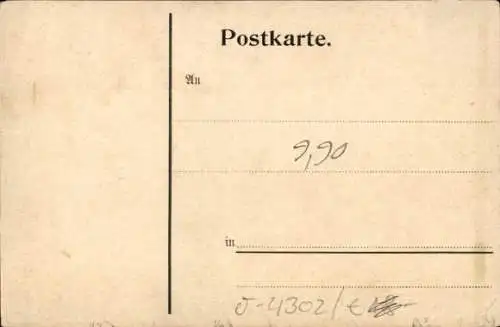 Postkarte.
An
9,90
in
J-4302/€